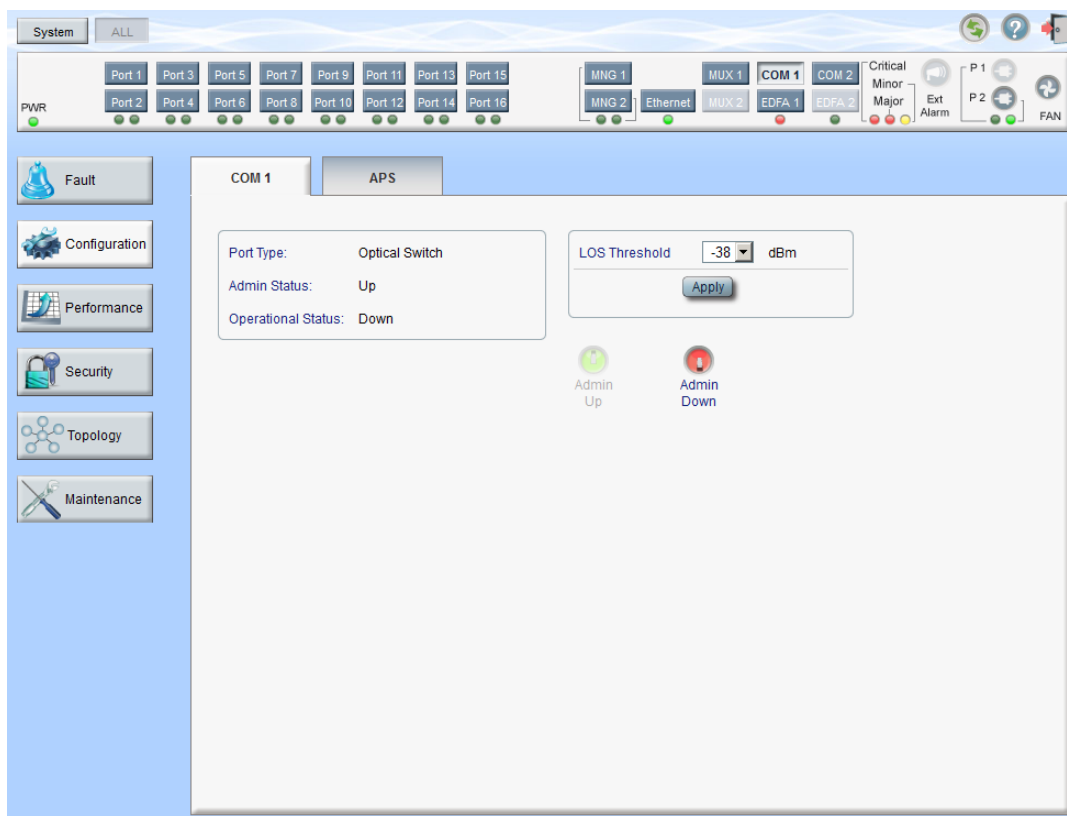 System ALL
Port 1 Port 3 Port 5 Port 7 Port 9 Port 11 Port 13 Port 15 MNG 1 MUX 1 COM 1 COM 2 Critical P 1
Minor
PWR Port 2 Port 4 Port 6 Port 8 Port 10 Port 12 Port 14 Port 16 MNG 2 Ethernet MUX 2 EDFA 1 EDFA 2 Major Ext Alarm P 2 FAN
Fault
Configuration
Performance
Security
Topology
Maintenance
COM 1 APS
Port Type: Optical Switch
Admin Status: Up
Operational Status: Down
LOS Threshold -38 dBm
Apply
Admin Up
Admin Down